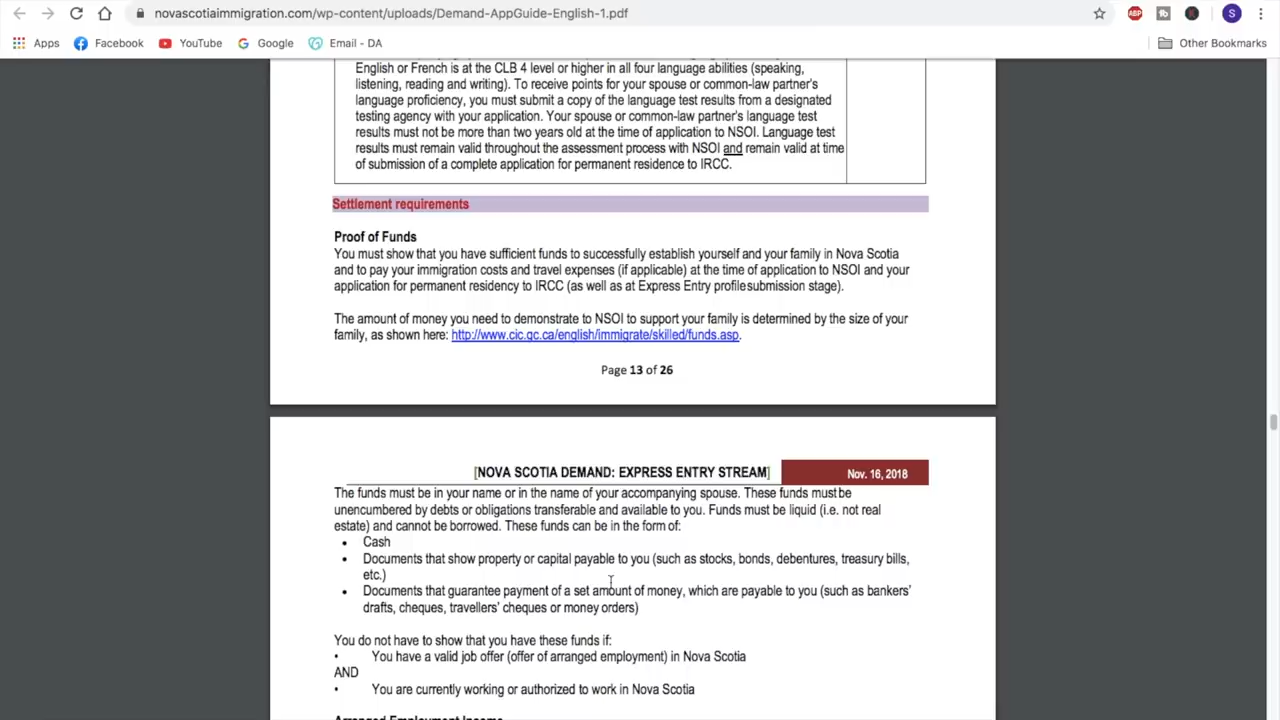 novascotiaimmigration.com/wp-content/uploads/Demand-AppGuide-English-1.pdf
ABP
S
Apps
Facebook
YouTube
Google
Email - DA
Other Bookmarks
English or French is at the CLB 4 level or higher in all four language abilities (speaking,
listening, reading and writing). To receive points for your spouse or common-law partner's
language proficiency, you must submit a copy of the language test results from a designated
testing agency with your application. Your spouse or common-law partner's language test
results must not be more than two years old at the time of application to NSOI. Language test
results must remain valid throughout the assessment process with NSOI and remain valid at time
of submission of a complete application for permanent residence to IRCC.
Settlement requirements
Proof of Funds
You must show that you have sufficient funds to successfully establish yourself and your family in Nova Scotia
and to pay your immigration costs and travel expenses (if applicable) at the time of application to NSOI and your
application for permanent residency to IRCC (as well as at Express Entry profilesubmission stage).
The amount of money you need to demonstrate to NSOI to support your family is determined by the size of your
family, as shown here: http://www.cic.gc.ca/english/immigrate/skilled/funds.asp.
Page 13 of 26
[NOVA SCOTIA DEMAND: EXPRESS ENTRY STREAM]
Nov. 16, 2018
The funds must be in your name or in the name of your accompanying spouse. These funds mustbe
unencumbered by debts or obligations transferable and available to you. Funds must be liquid (i.e. not real
estate) and cannot be borrowed. These funds can be in the form of:
• Cash
• Documents that show property or capital payable to you (such as stocks, bonds, debentures, treasury bills,
etc.)
• Documents that guarantee payment of a set amount of money, which are payable to you (such as bankers'
drafts, cheques, travellers' cheques or money orders)
You do not have to show that you have these funds if:
• You have a valid job offer (offer of arranged employment) in Nova Scotia
AND
• You are currently working or authorized to work in Nova Scotia
Arranged Employment Income